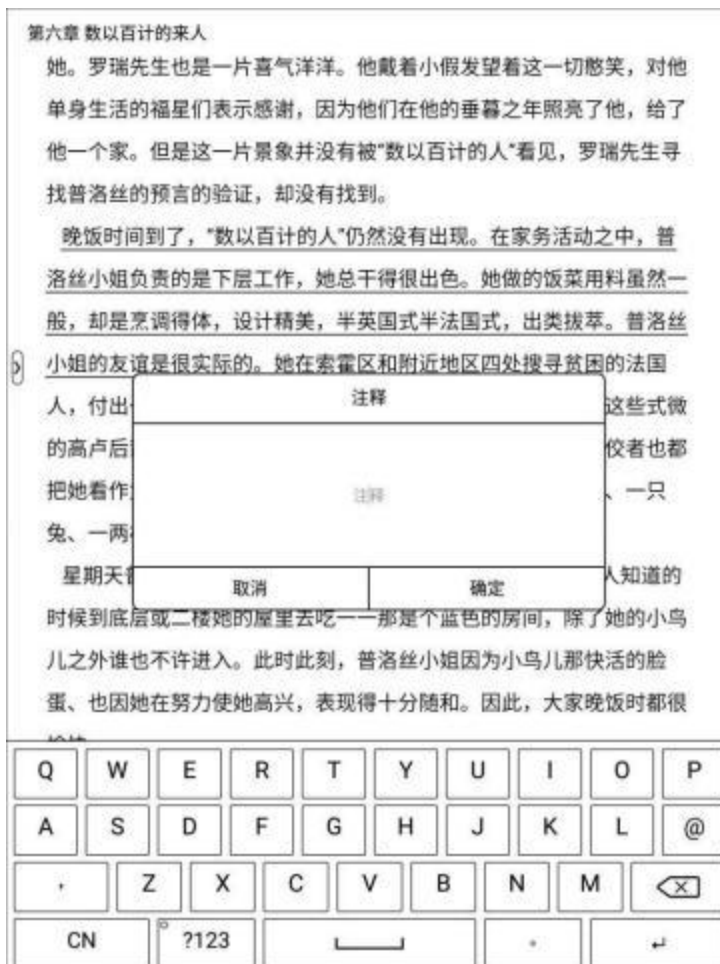 第六章 数以百计的来人
她。罗瑞先生也是一片喜气洋洋。他戴着小假发望着这一切憨笑，对他
单身生活的福星们表示感谢，因为他们在他的垂暮之年照亮了他，给了
他一个家。但是这一片景象并没有被"数以百计的人"看见，罗瑞先生寻
找普洛丝的预言的验证，却没有找到。
晚饭时间到了，"数以百计的人"仍然没有出现。在家务活动之中，普
洛丝小姐负责的是下层工作，她总干得很出色。她做的饭菜用料虽然一
般，却是烹调得体，设计精美，半英国式半法国式，出类拔萃。普洛丝
小姐的友谊是很实际的。她在索霍区和附近地区四处搜寻贫困的法国
人，付出 这些式微
的高卢后 佼者也都
把她看作 、一只
兔、一两
注释
注释
取消 确定
星期天 人知道的
时候到底层或二楼她的屋里去吃一一那是个蓝色的房间，除了她的小鸟
儿之外谁也不许进入。此时此刻，普洛丝小姐因为小鸟儿那快活的脸
蛋、也因她在努力使她高兴，表现得十分随和。因此，大家晚饭时都很
Q W E R T Y U I O P
A S D F G H J K L @
, Z X C V B N M
CN ?123 。